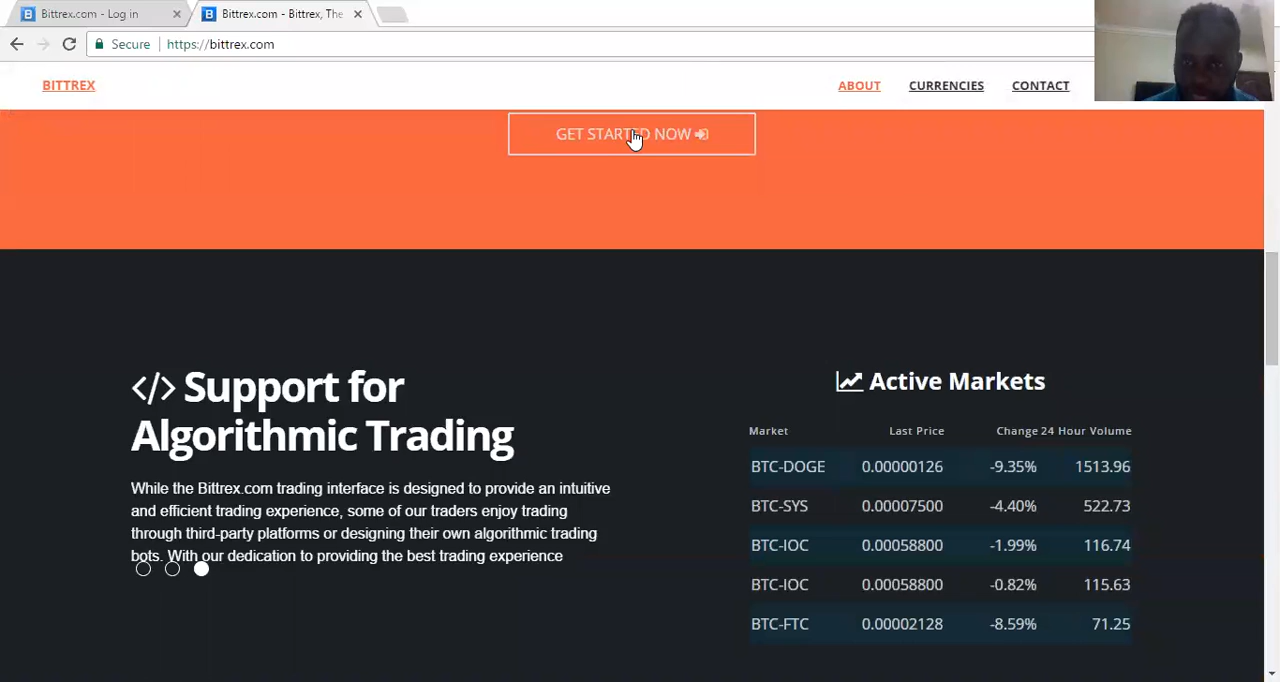 Bittrex.com - Log in
Bittrex.com - Bittrex, The
Secure https://bittrex.com
BITTREX ABOUT CURRENCIES CONTACT
GET STARTED NOW
</> Support for
Algorithmic Trading
While the Bittrex.com trading interface is designed to provide an intuitive
and efficient trading experience, some of our traders enjoy trading
through third-party platforms or designing their own algorithmic trading
bots. With our dedication to providing the best trading experience
Active Markets
Market Last Price Change 24 Hour Volume
BTC-DOGE 0.00000126 -9.35% 1513.96
BTC-SYS 0.00007500 -4.40% 522.73
BTC-IOC 0.00058800 -1.99% 116.74
BTC-IOC 0.00058800 -0.82% 115.63
BTC-FTC 0.00002128 -8.59% 71.25